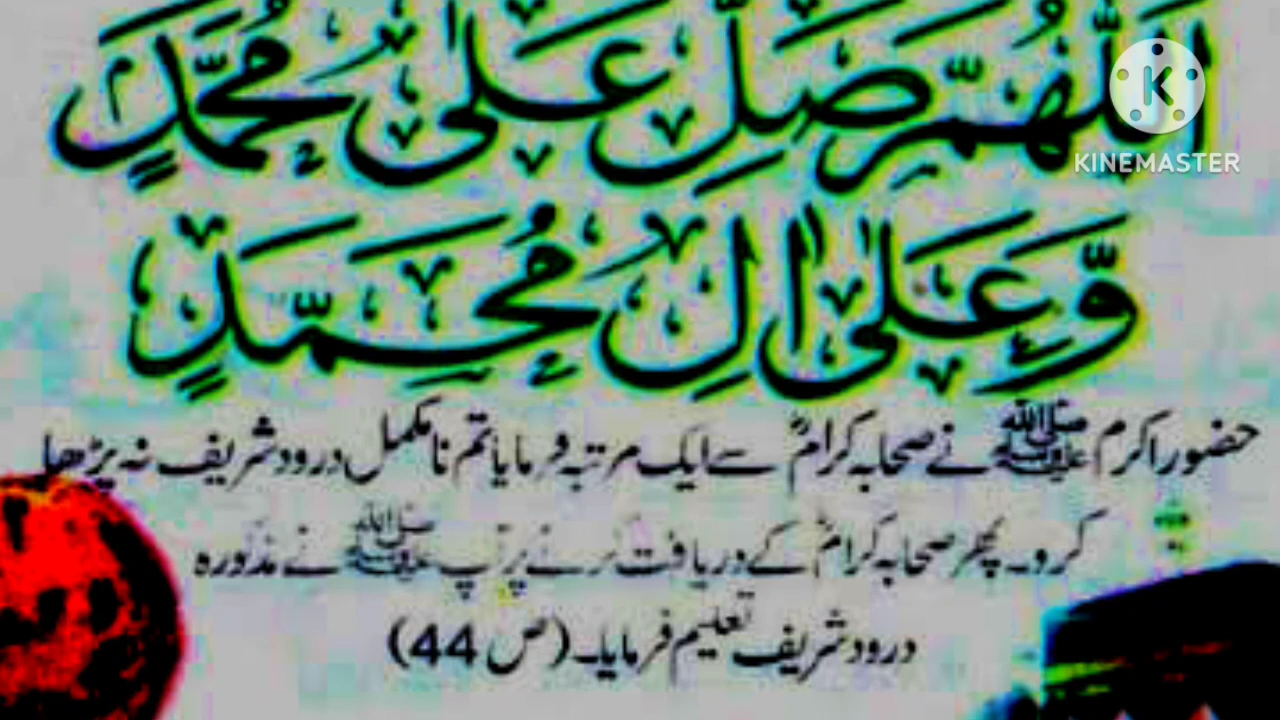 اَللّٰهُمَّ صَلِّ عَلٰى مُحَمَّدٍ
وَّعَلٰى اٰلِ مُحَمَّدٍ
حضور اکرم ﷺ نے صحابہ کرامؓ سے ایک مرتبہ فرمایا تم نامکمل درود شریف نہ پڑھا
کرو۔ پھر صحابہ کرامؓ کے دریافت کرنے پر آپ ﷺ نے مذکورہ
درود شریف تعلیم فرمایا۔ (ص 44)
K
KINEMASTER